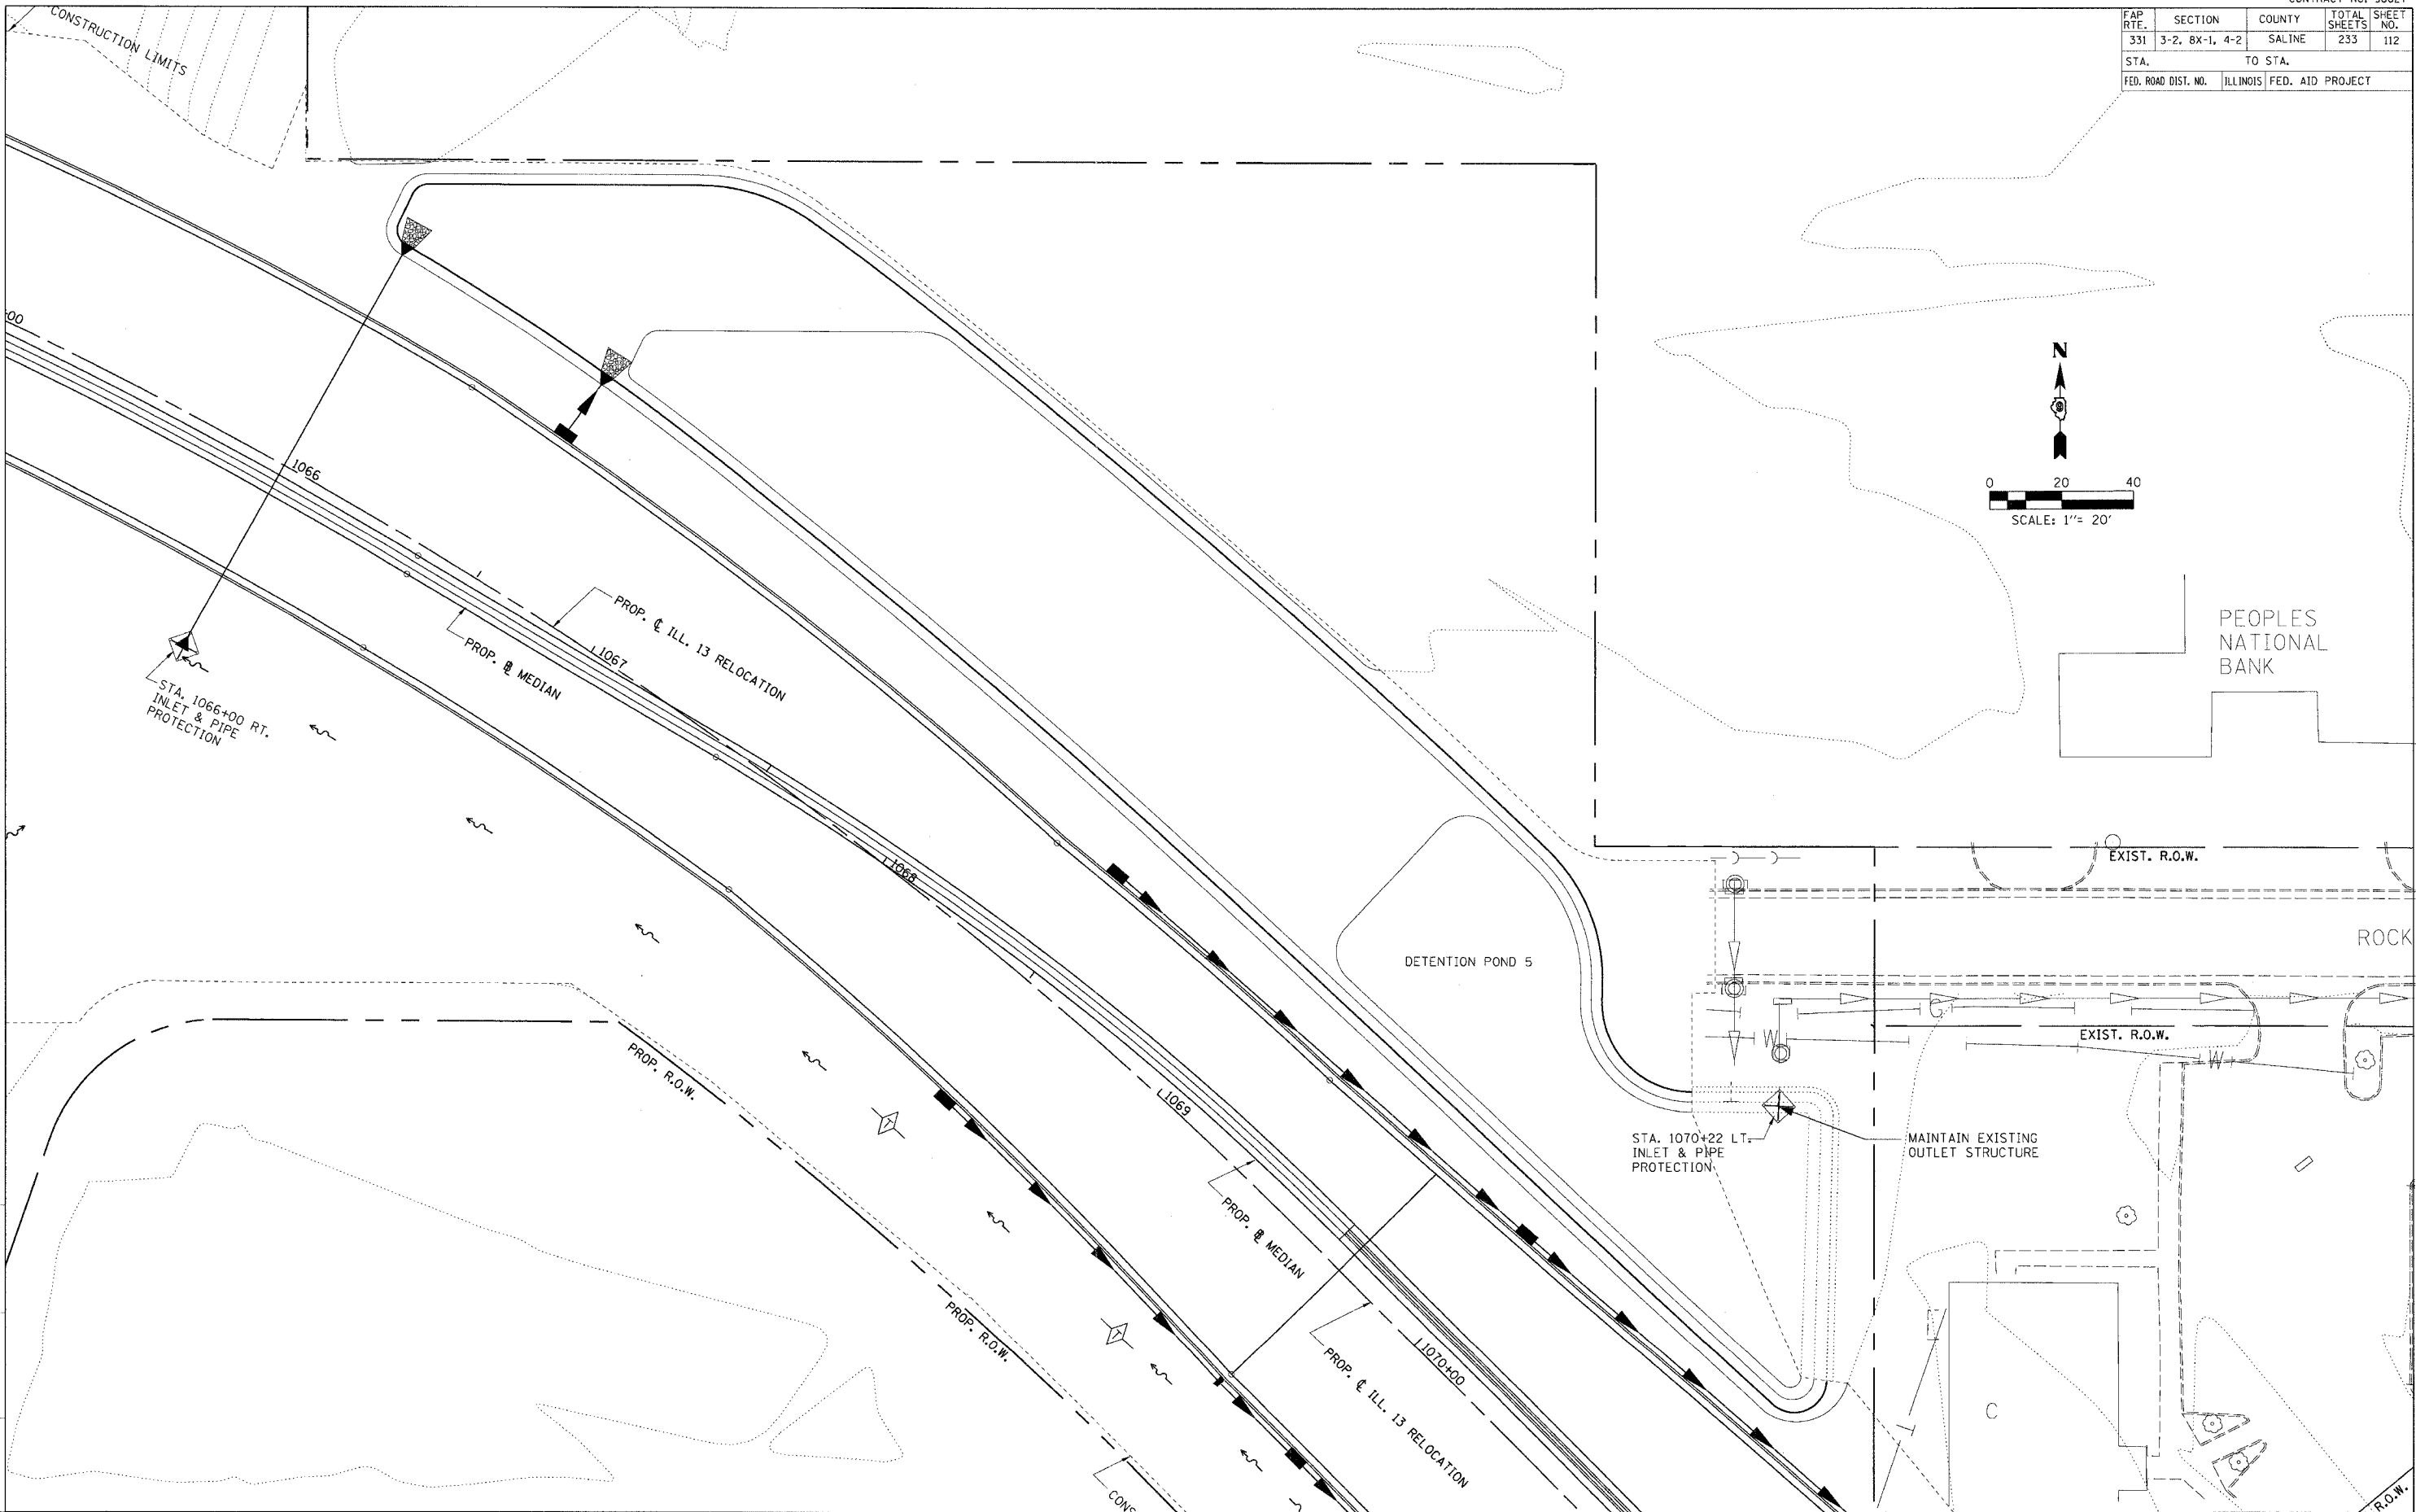 FAP RTE. SECTION COUNTY TOTAL SHEETS SHEET NO.
331 3-2, 8X-1, 4-2 SALINE 233 112
STA. TO STA.
FED. ROAD DIST. NO. ILLINOIS FED. AID PROJECT
CONSTRUCTION LIMITS
00
N
0 20 40
SCALE: 1"= 20'
1066
PROP. ℄ ILL. 13 RELOCATION
1067
PROP. MEDIAN
STA. 1066+00 RT.
INLET & PIPE
PROTECTION
PEOPLES
NATIONAL
BANK
1068
EXIST. R.O.W.
ROCK
DETENTION POND 5
G
W
EXIST. R.O.W.
W
PROP. R.O.W.
1069
T
STA. 1070+22 LT.
INLET & PIPE
PROTECTION
MAINTAIN EXISTING
OUTLET STRUCTURE
PROP. MEDIAN
PROP. R.O.W.
T
1070+00
PROP. ℄ ILL. 13 RELOCATION
C
T
CONS
R.O.W.